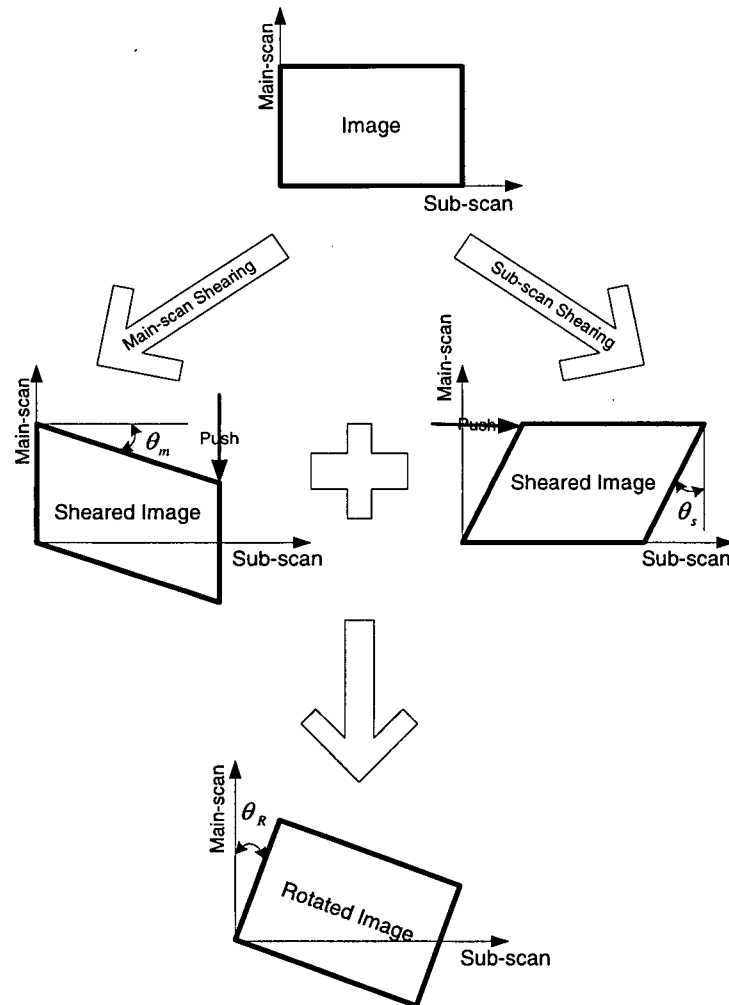 Main-scan
Image
Sub-scan
Main-scan Shearing
Sub-scan Shearing
Main-scan
θm
Push
Sheared Image
Sub-scan
Main-scan
Push
Sheared Image
θs
Sub-scan
Main-scan
θR
Rotated Image
Sub-scan